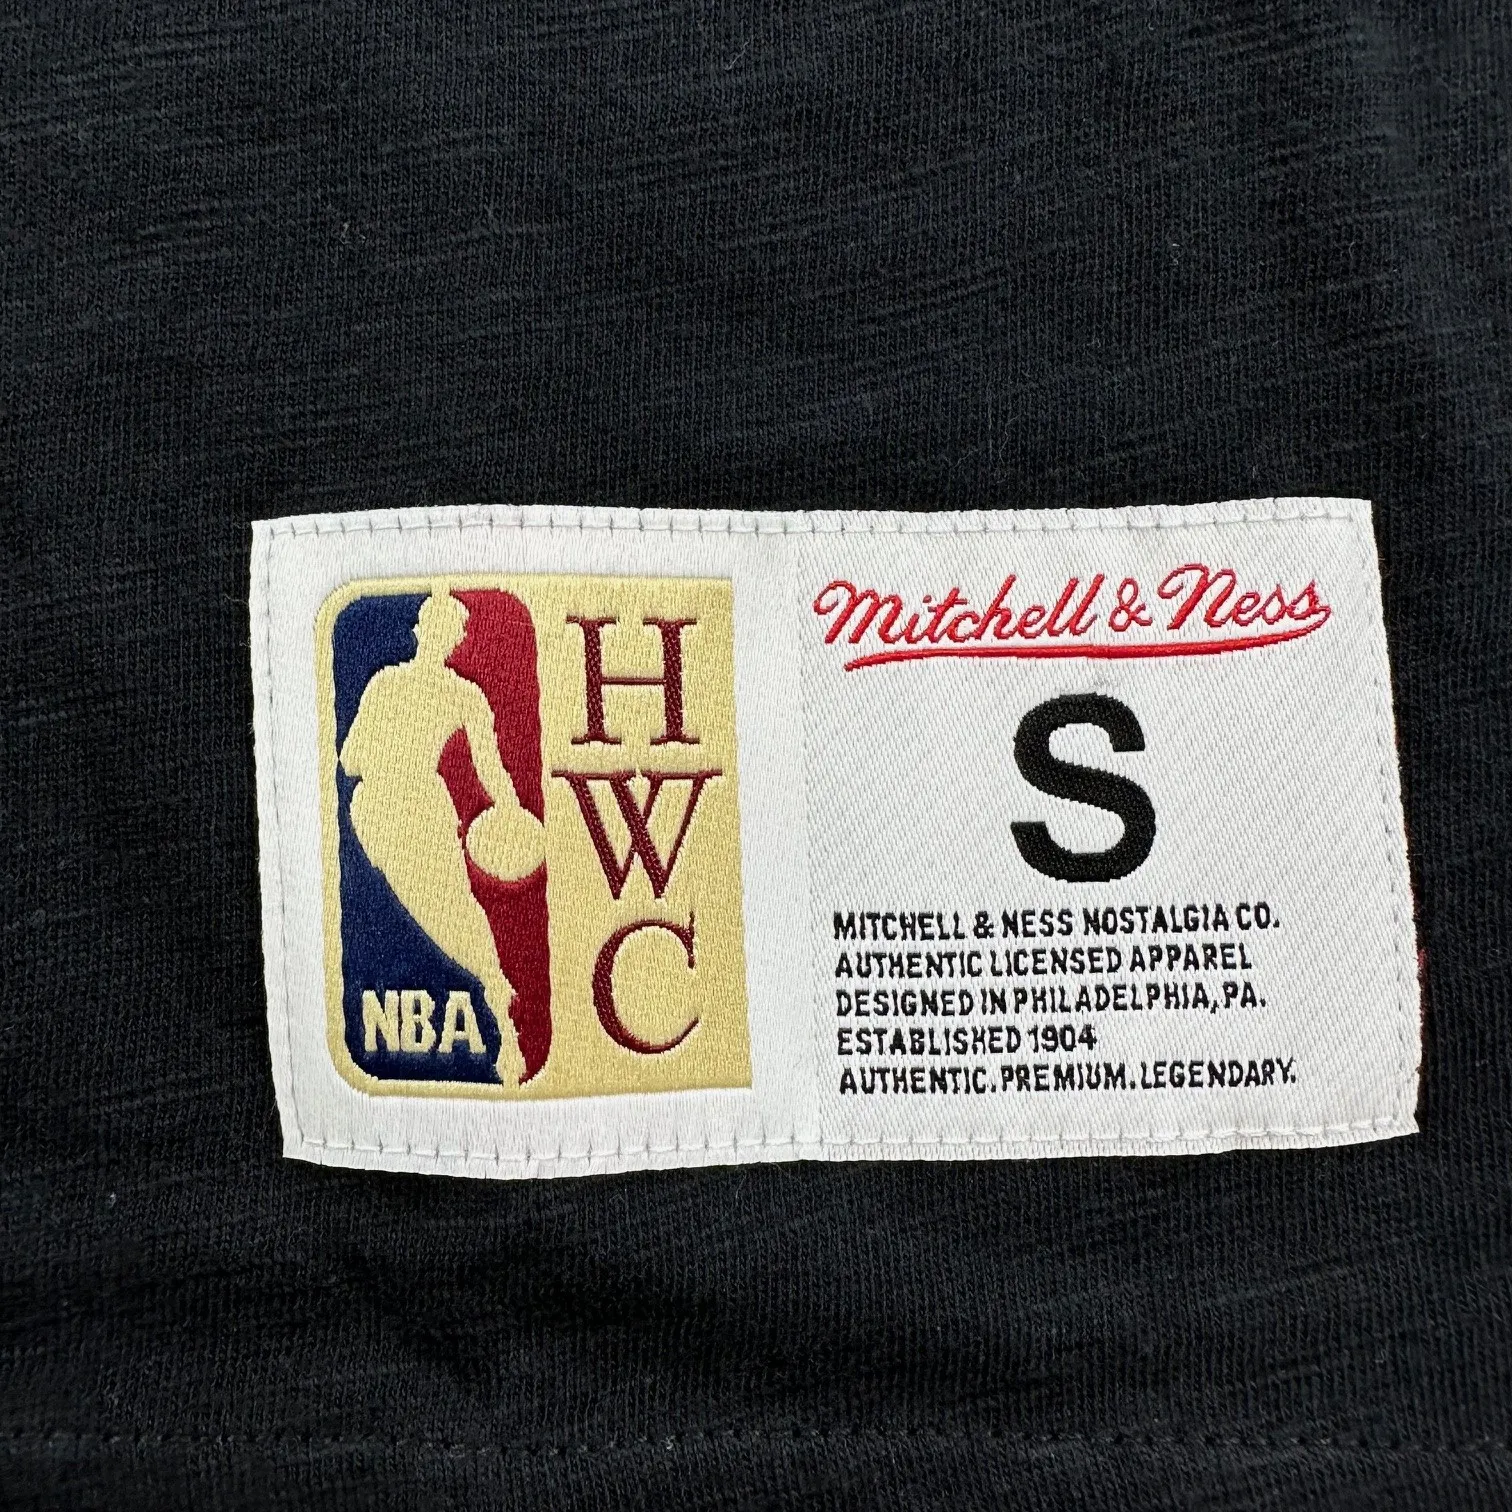 NBA
H
W
C
Mitchell & Ness
S
MITCHELL & NESS NOSTALGIA CO.
AUTHENTIC LICENSED APPAREL
DESIGNED IN PHILADELPHIA, PA.
ESTABLISHED 1904
AUTHENTIC. PREMIUM. LEGENDARY.